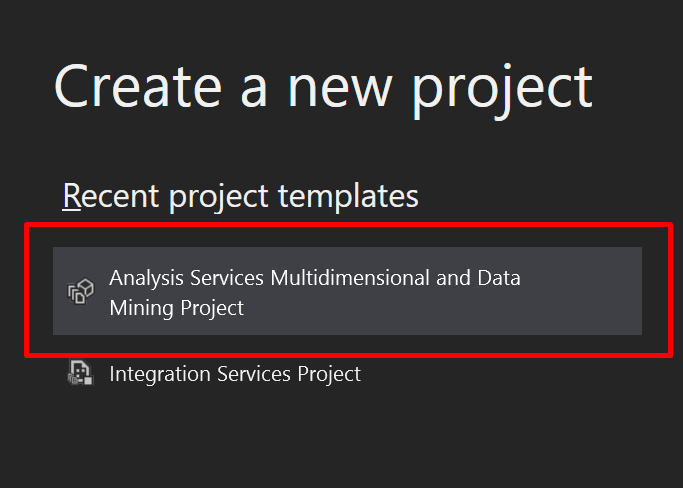 Create a new project
Recent project templates
Analysis Services Multidimensional and Data
Mining Project
Integration Services Project